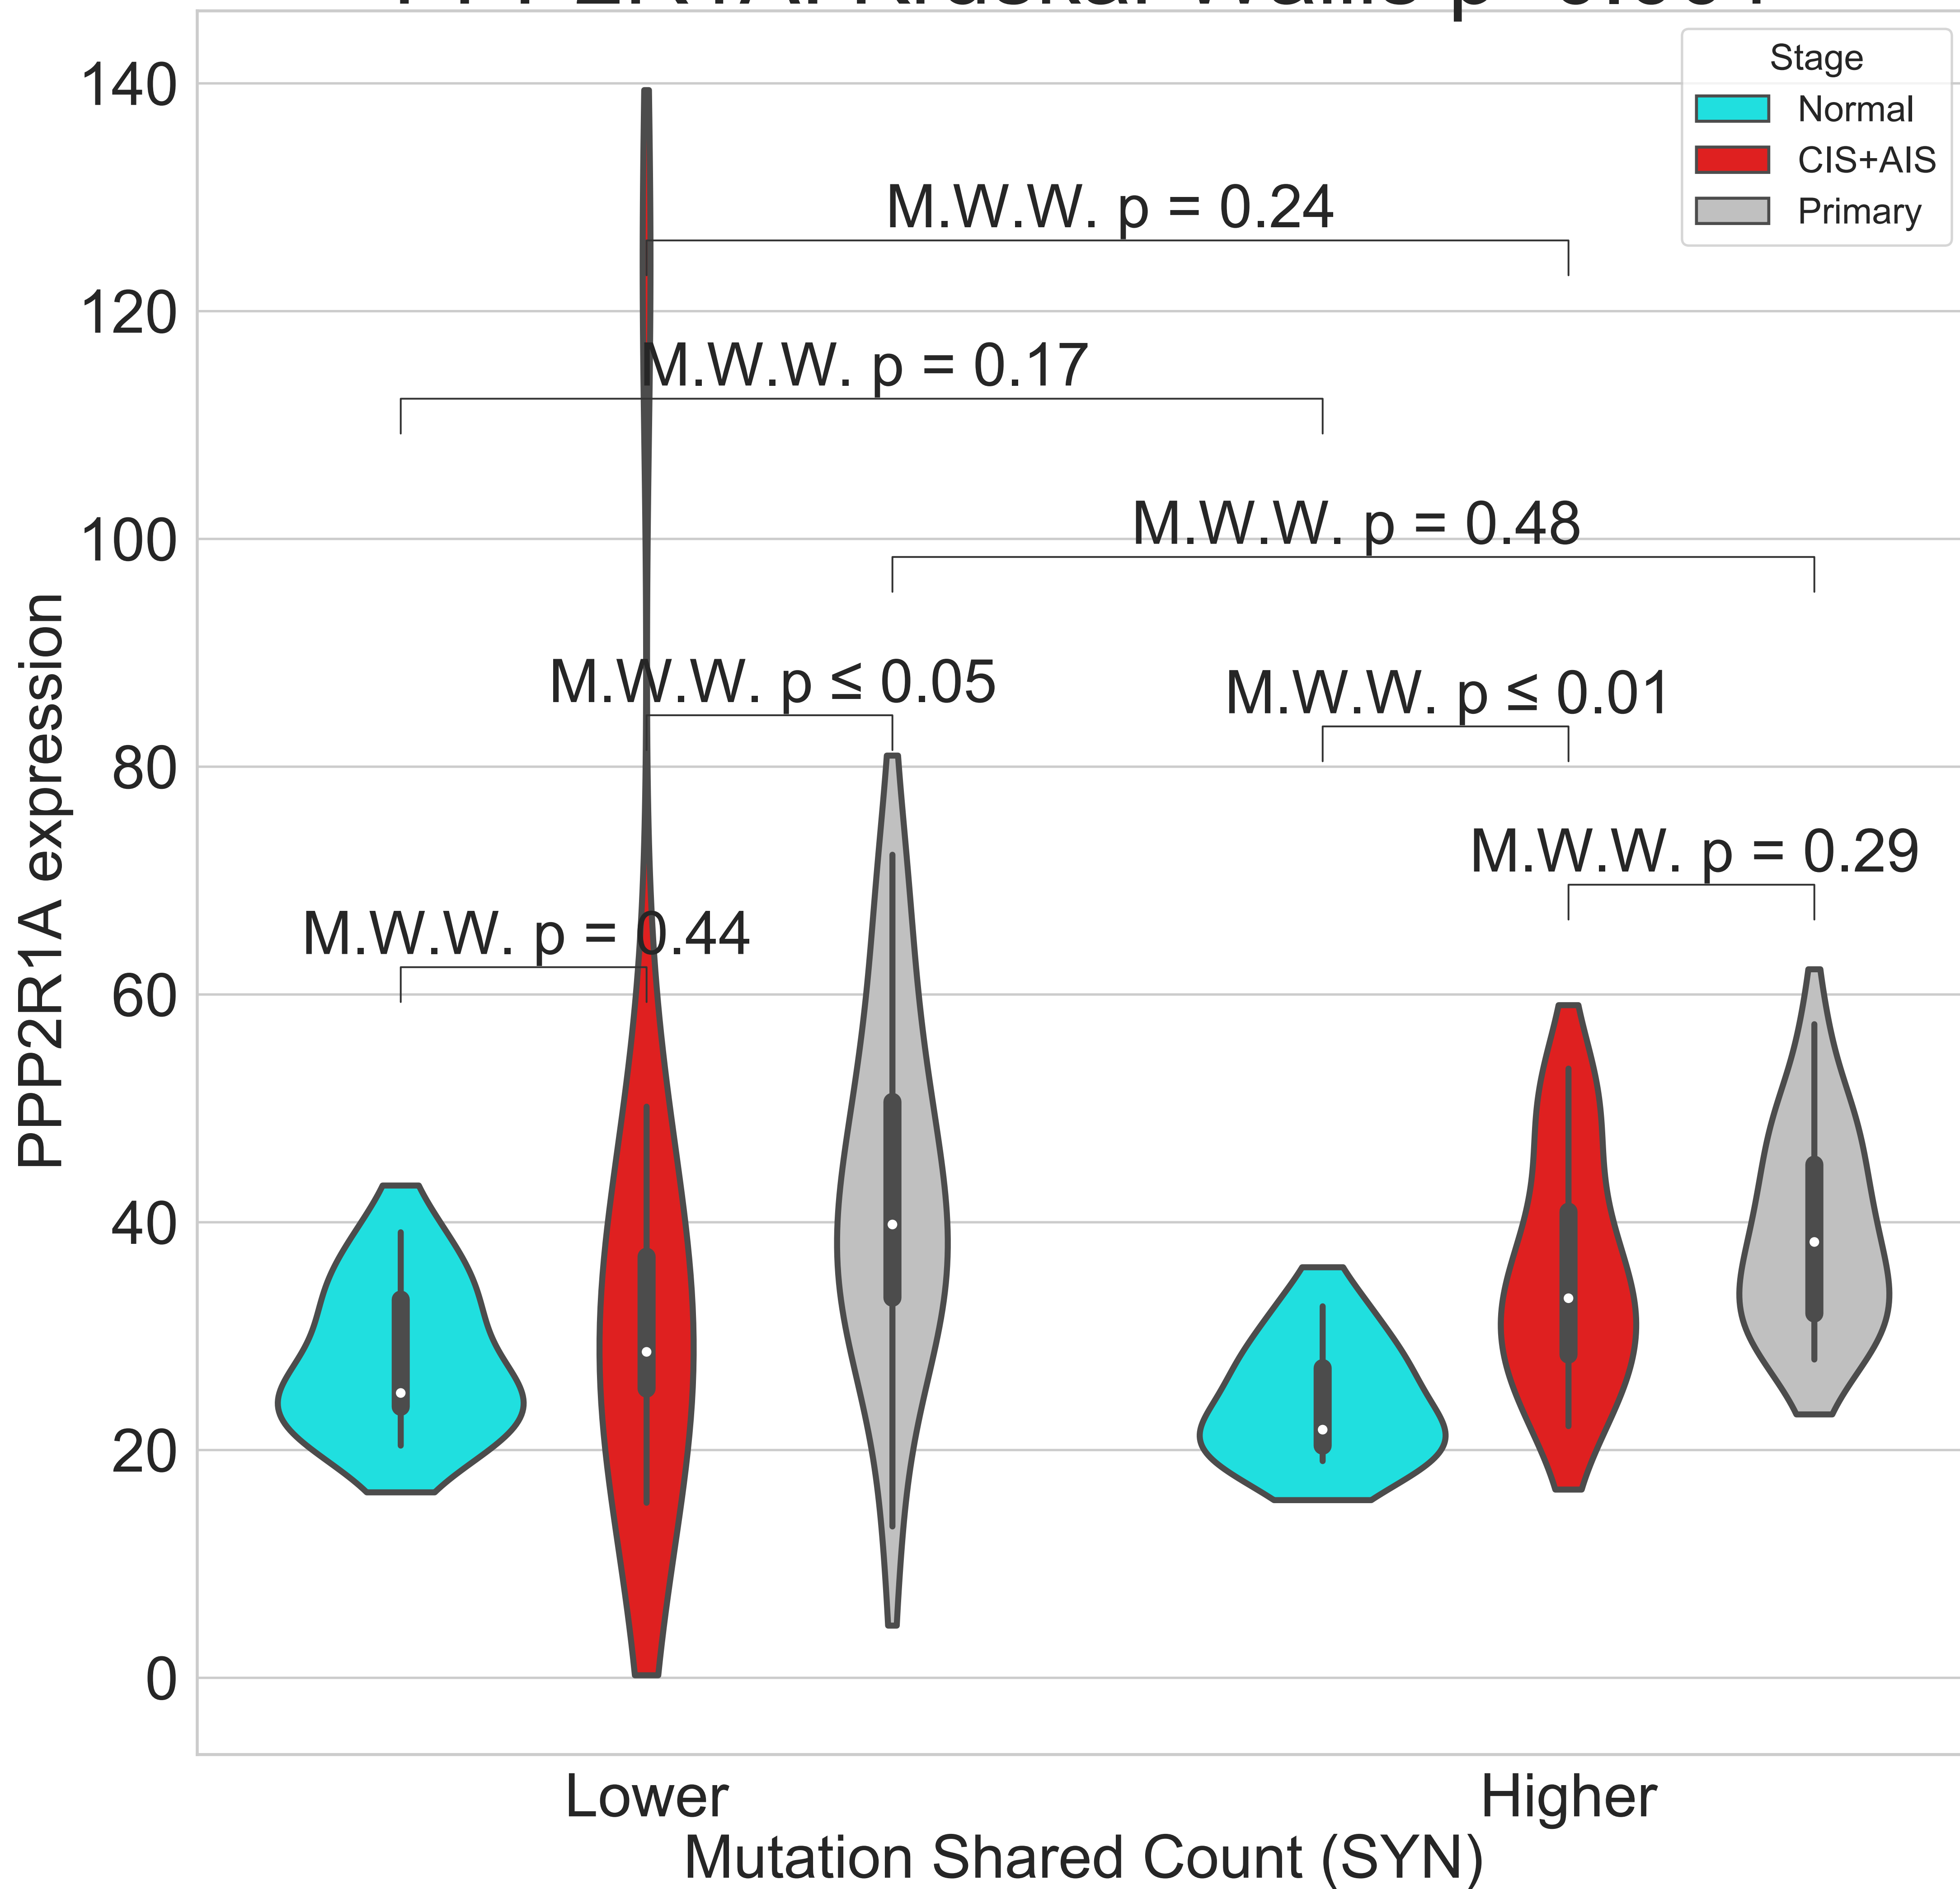 Stage
Normal
CIS+AIS
Primary
140
120
100
80
60
40
20
0
PPP2R1A expression
M.W.W. p = 0.24
M.W.W. p = 0.17
M.W.W. p = 0.48
M.W.W. p ≤ 0.05
M.W.W. p ≤ 0.01
M.W.W. p = 0.29
M.W.W. p = 0.44
Lower
Higher
Mutation Shared Count (SYN)